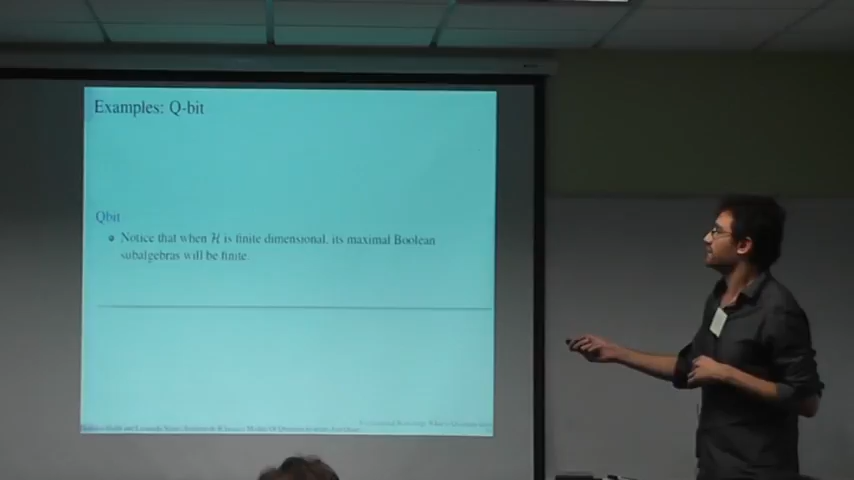 Examples: Q-bit
Qbit
Notice that when ℋ is finite dimensional, its maximal Boolean
subalgebras will be finite.